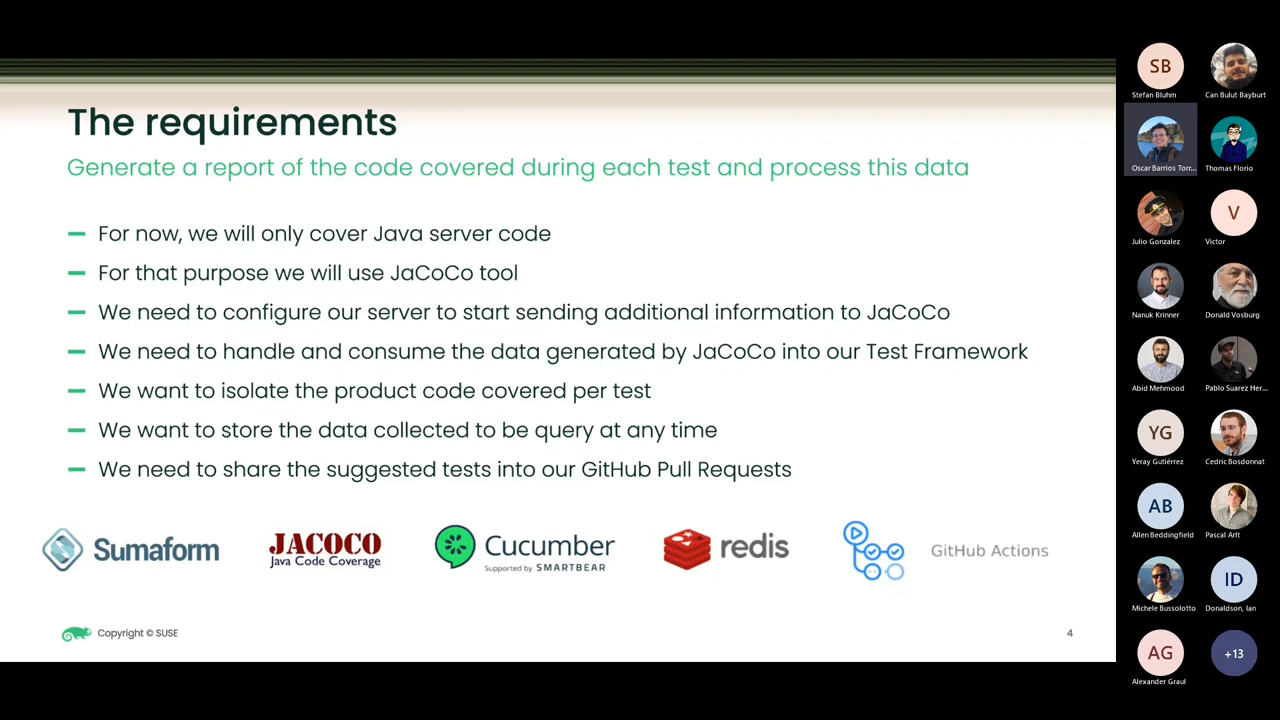 The requirements
Generate a report of the code covered during each test and process this data
For now, we will only cover Java server code
For that purpose we will use JaCoCo tool
We need to configure our server to start sending additional information to JaCoCo
We need to handle and consume the data generated by JaCoCo into our Test Framework
We want to isolate the product code covered per test
We want to store the data collected to be query at any time
We need to share the suggested tests into our GitHub Pull Requests
Sumaform
JACOCO
Java Code Coverage
Cucumber
Supported by SMARTBEAR
redis
GitHub Actions
Copyright © SUSE
4
SB
Stefan Bluhm
Can Bulut Bayburt
Oscar Barrios Torr...
Thomas Florio
Julio Gonzalez
V
Victor
Nanuk Krinner
Donald Vosburg
Abid Mehmood
Pablo Suarez Her...
YG
Yeray Gutiérrez
Cedric Bosdonnat
AB
Allen Beddingfield
Pascal Arlt
Michele Bussolotto
ID
Donaldson, Ian
AG
Alexander Graul
+13